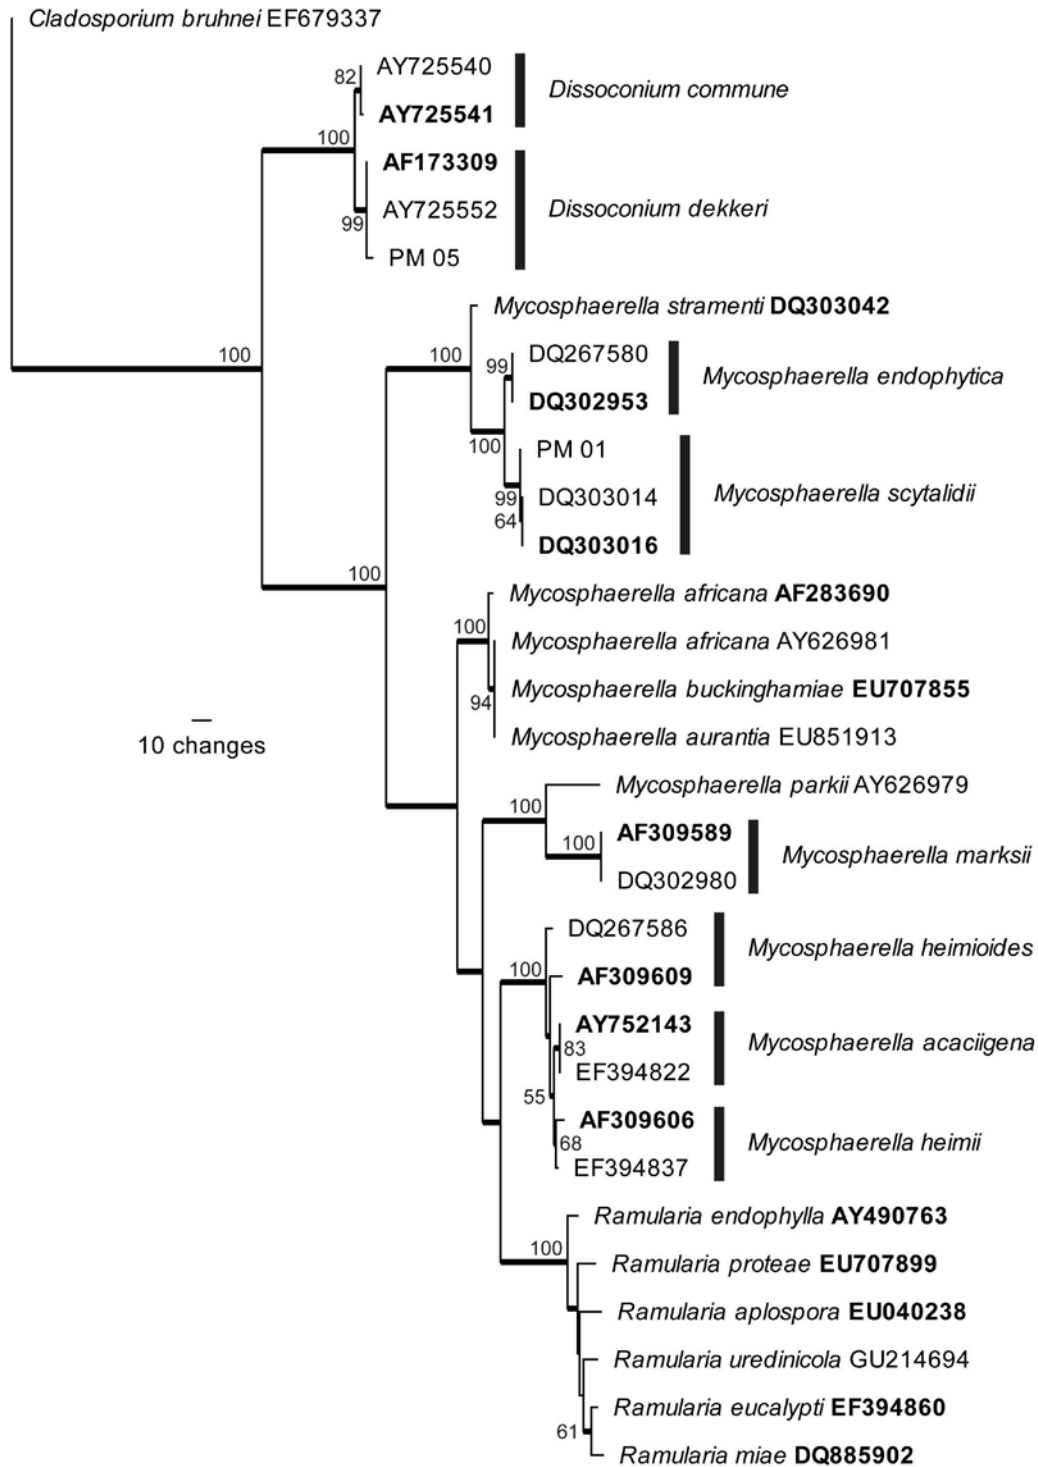 Cladosporium bruhnei EF679337
AY725540
82
Dissoconium commune
AY725541
100
AF173309
AY725552
Dissoconium dekkeri
99
PM 05
Mycosphaerella stramenti DQ303042
100
100
DQ267580
99
Mycosphaerella endophytica
DQ302953
100
PM 01
DQ303014
Mycosphaerella scytalidii
99
64
DQ303016
100
Mycosphaerella africana AF283690
100
Mycosphaerella africana AY626981
Mycosphaerella buckinghamiae EU707855
94
Mycosphaerella aurantia EU851913
10 changes
Mycosphaerella parkii AY626979
100
AF309589
100
Mycosphaerella marksii
DQ302980
DQ267586
Mycosphaerella heimioides
100
AF309609
AY752143
Mycosphaerella acaciigena
83
EF394822
55
AF309606
Mycosphaerella heimii
68
EF394837
Ramularia endophylla AY490763
100
Ramularia proteae EU707899
Ramularia aplospora EU040238
Ramularia uredinicola GU214694
Ramularia eucalypti EF394860
61
Ramularia miae DQ885902